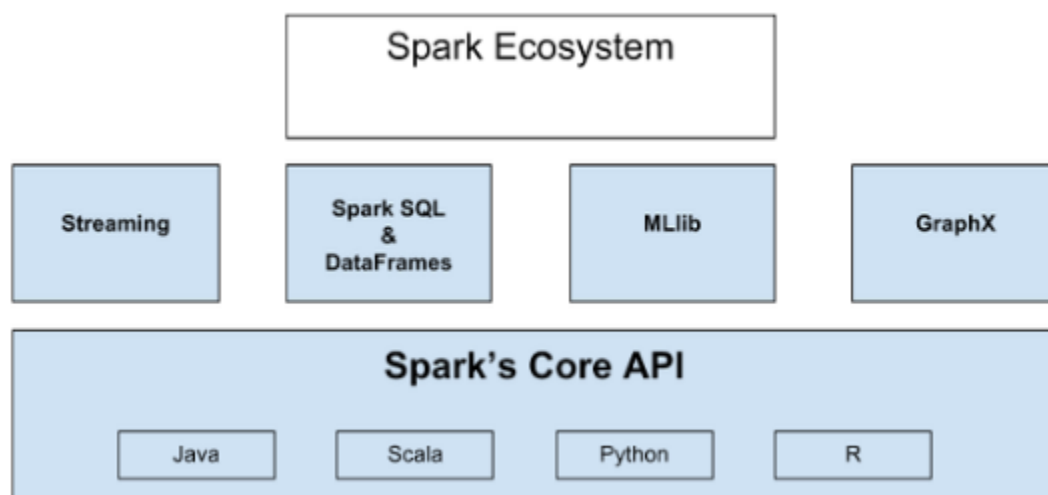 Spark Ecosystem
Streaming
Spark SQL
&
DataFrames
MLlib
GraphX
Spark’s Core API
Java
Scala
Python
R